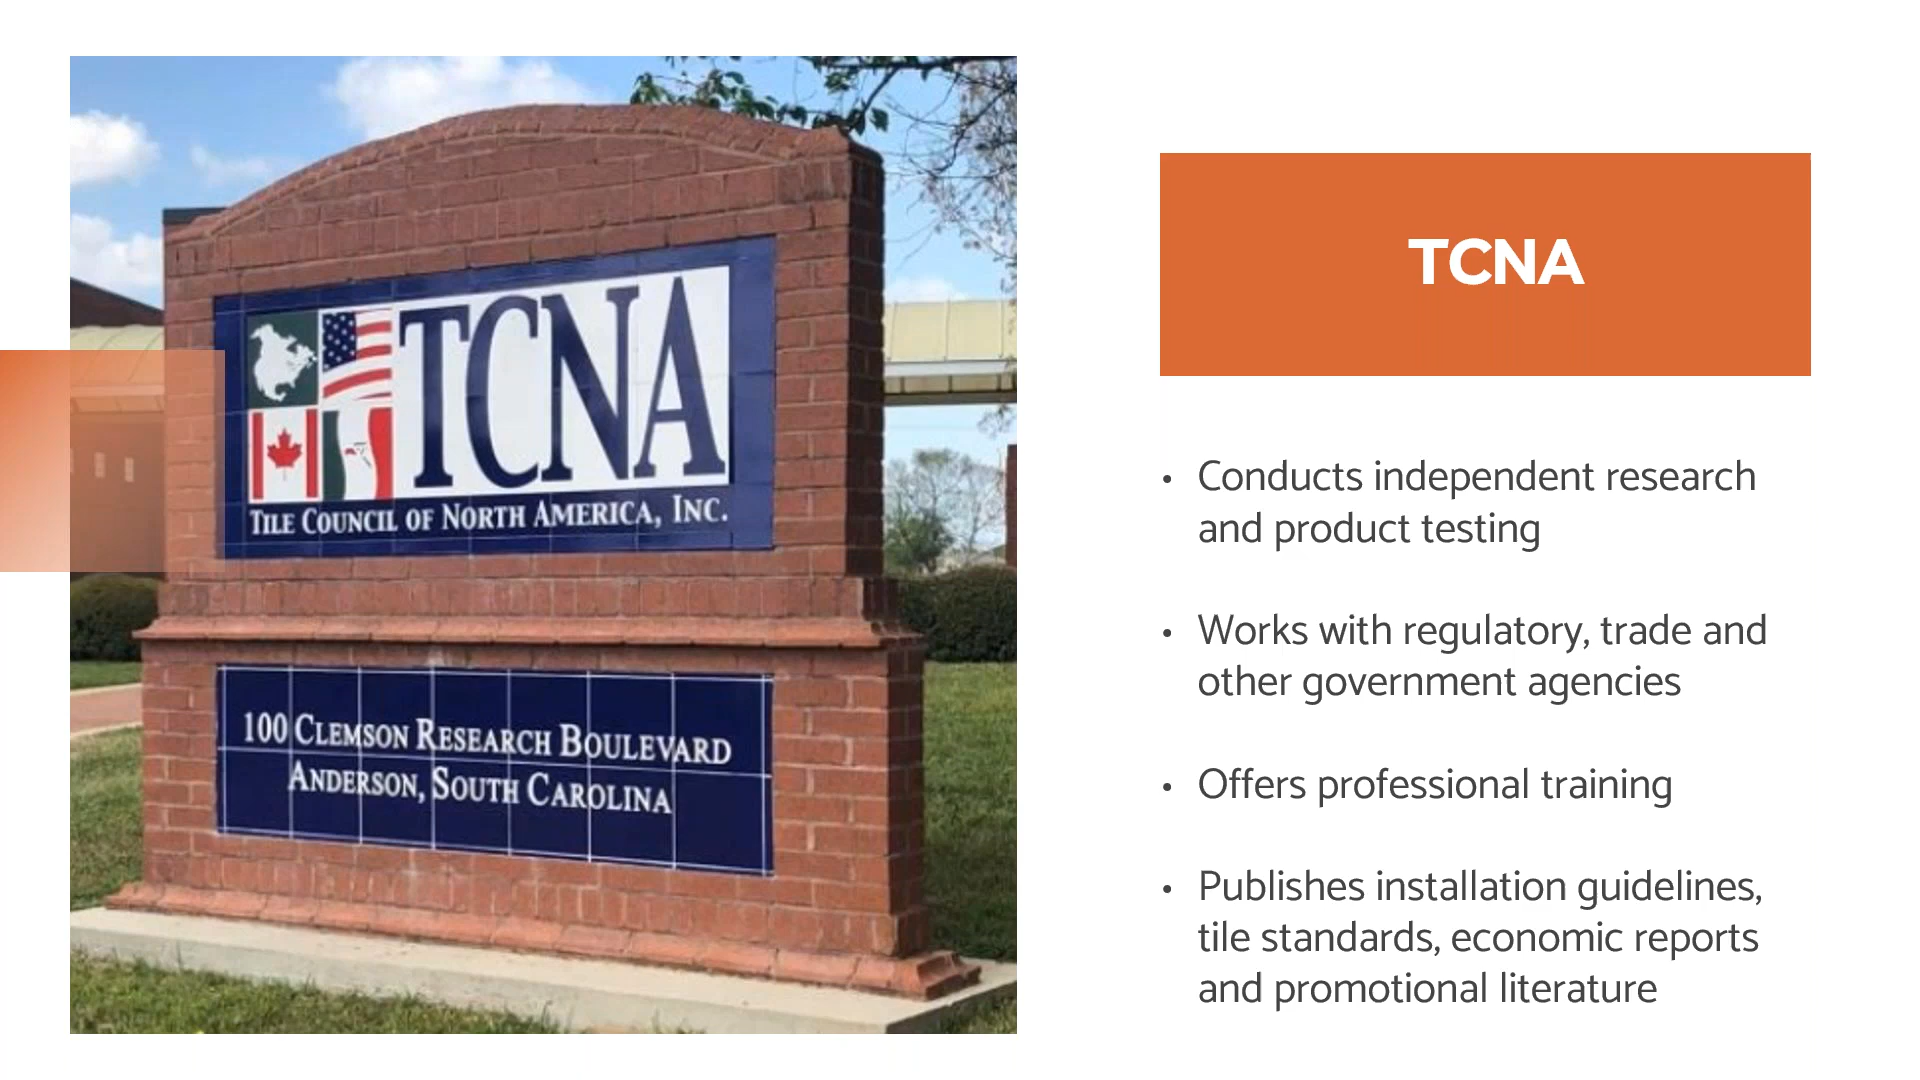 TCNA
TILE COUNCIL OF NORTH AMERICA, INC.
100 CLEMSON RESEARCH BOULEVARD
ANDERSON, SOUTH CAROLINA
TCNA
• Conducts independent research
and product testing
• Works with regulatory, trade and
other government agencies
• Offers professional training
• Publishes installation guidelines,
tile standards, economic reports
and promotional literature